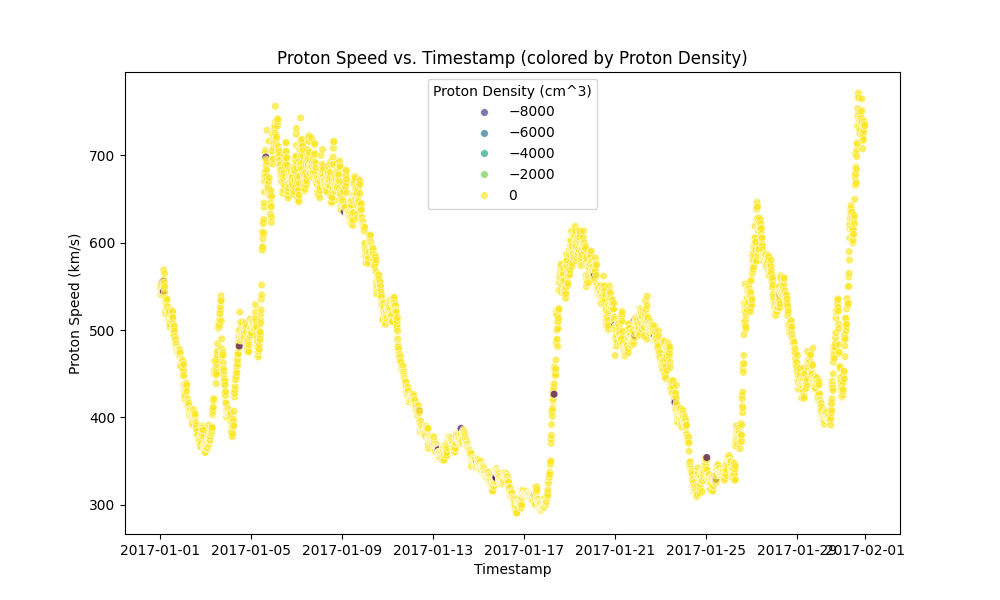 Proton Speed vs. Timestamp (colored by Proton Density)
Proton Density (cm^3)
−8000
−6000
−4000
−2000
0
Proton Speed (km/s)
700
600
500
400
300
2017-01-01 2017-01-05 2017-01-09 2017-01-13 2017-01-17 2017-01-21 2017-01-25 2017-01-29 2017-02-01
Timestamp